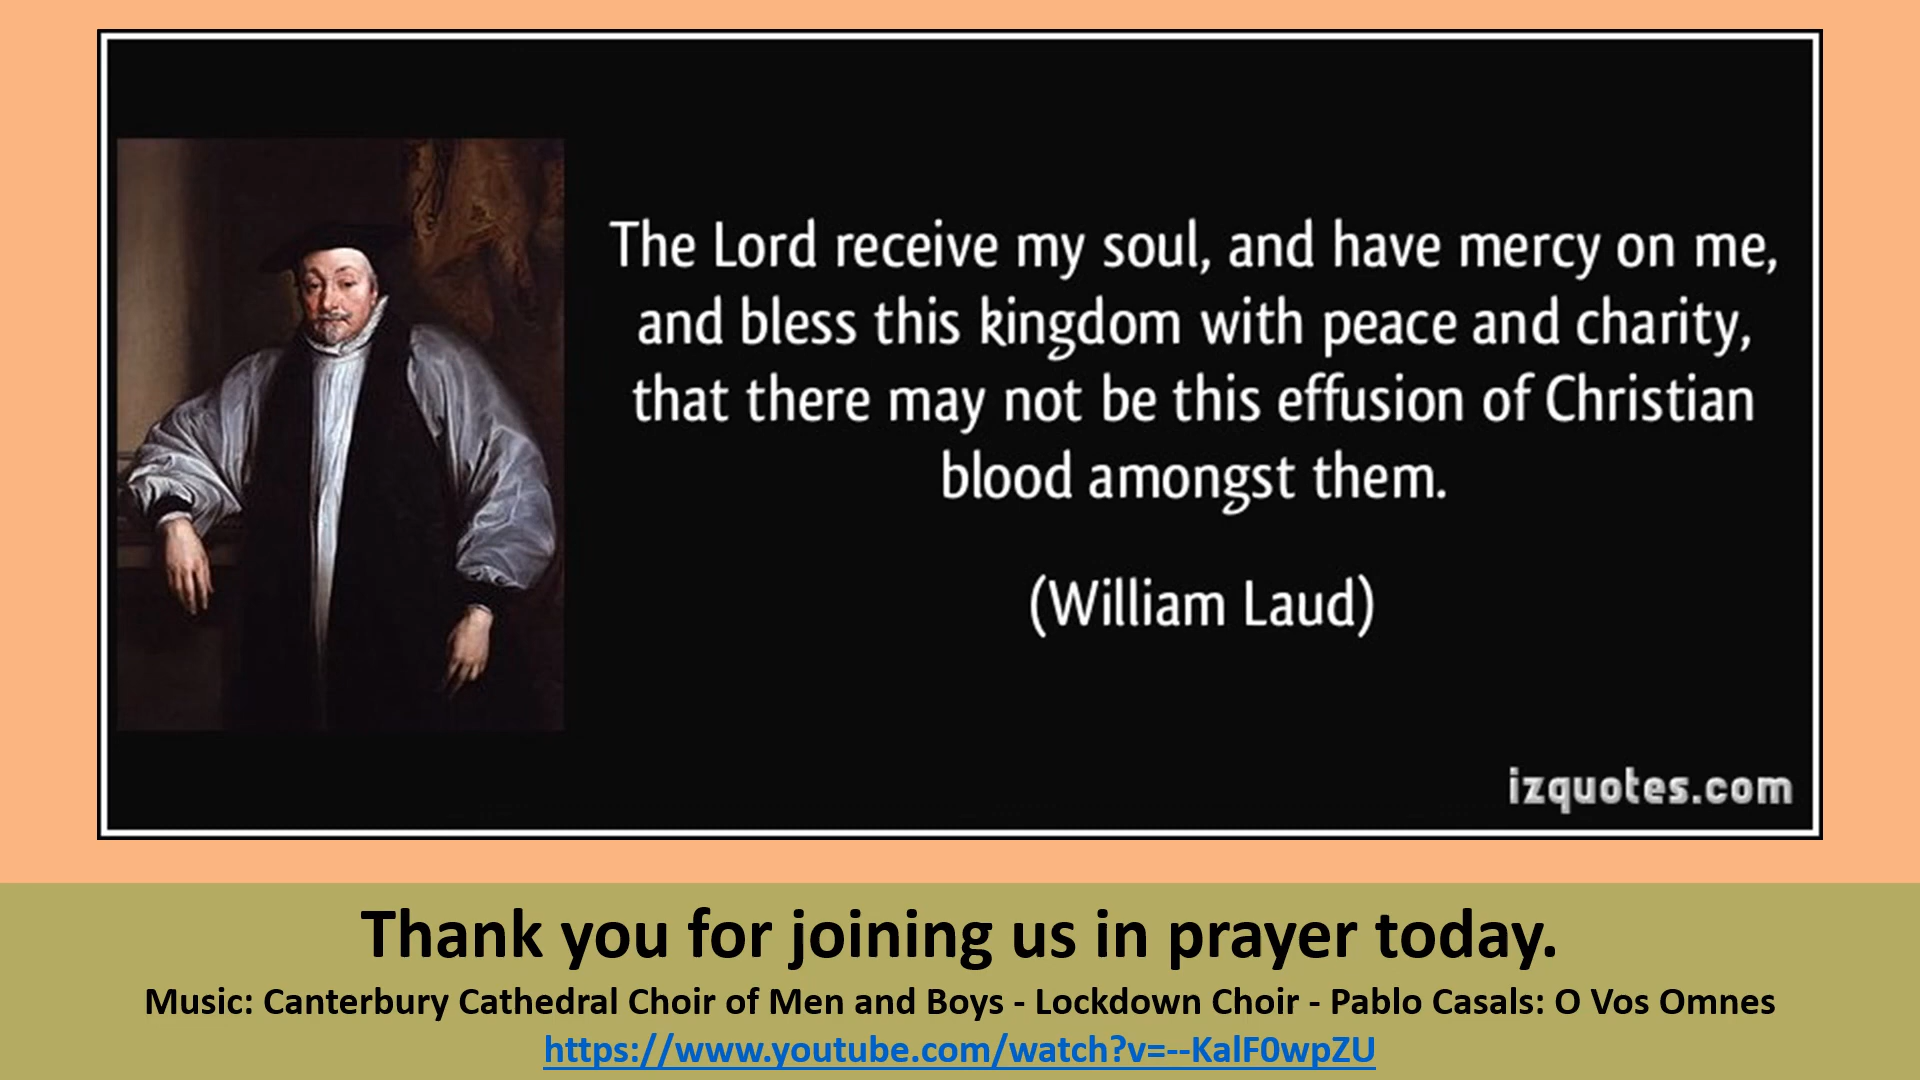 The Lord receive my soul, and have mercy on me,
and bless this kingdom with peace and charity,
that there may not be this effusion of Christian
blood amongst them.
(William Laud)
izquotes.com
Thank you for joining us in prayer today.
Music: Canterbury Cathedral Choir of Men and Boys - Lockdown Choir - Pablo Casals: O Vos Omnes
https://www.youtube.com/watch?v=--KalF0wpZU